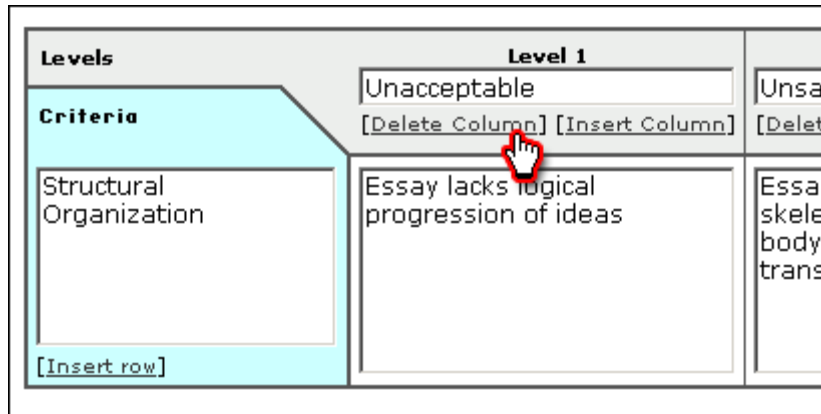 Levels
Level 1
Unacceptable
Criteria
[Delete Column] [Insert Column]
Structural
Organization
Essay lacks logical
progression of ideas
body
[Insert row]